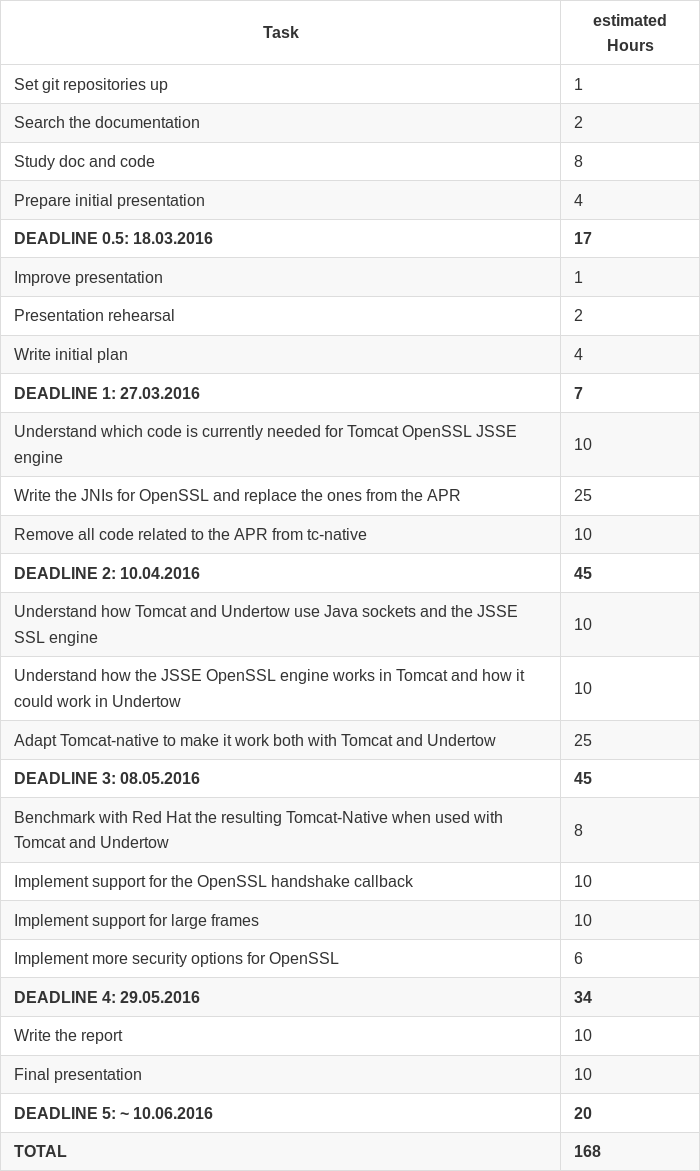 Task
estimated
Hours
Set git repositories up
1
Search the documentation
2
Study doc and code
8
Prepare initial presentation
4
DEADLINE 0.5: 18.03.2016
17
Improve presentation
1
Presentation rehearsal
2
Write initial plan
4
DEADLINE 1: 27.03.2016
7
Understand which code is currently needed for Tomcat OpenSSL JSSE
engine
10
Write the JNIs for OpenSSL and replace the ones from the APR
25
Remove all code related to the APR from tc-native
10
DEADLINE 2: 10.04.2016
45
Understand how Tomcat and Undertow use Java sockets and the JSSE
SSL engine
10
Understand how the JSSE OpenSSL engine works in Tomcat and how it
could work in Undertow
10
Adapt Tomcat-native to make it work both with Tomcat and Undertow
25
DEADLINE 3: 08.05.2016
45
Benchmark with Red Hat the resulting Tomcat-Native when used with
Tomcat and Undertow
8
Implement support for the OpenSSL handshake callback
10
Implement support for large frames
10
Implement more security options for OpenSSL
6
DEADLINE 4: 29.05.2016
34
Write the report
10
Final presentation
10
DEADLINE 5: ~ 10.06.2016
20
TOTAL
168